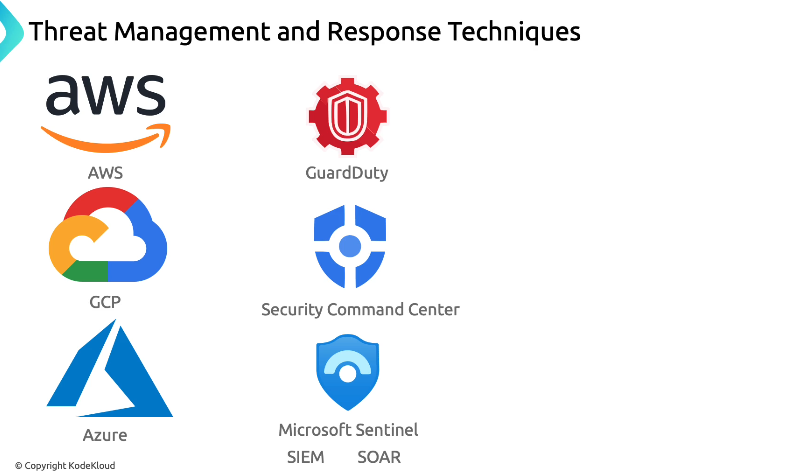 Threat Management and Response Techniques
aws
AWS
GuardDuty
GCP
Security Command Center
Azure
Microsoft Sentinel
SIEM SOAR
© Copyright KodeKloud